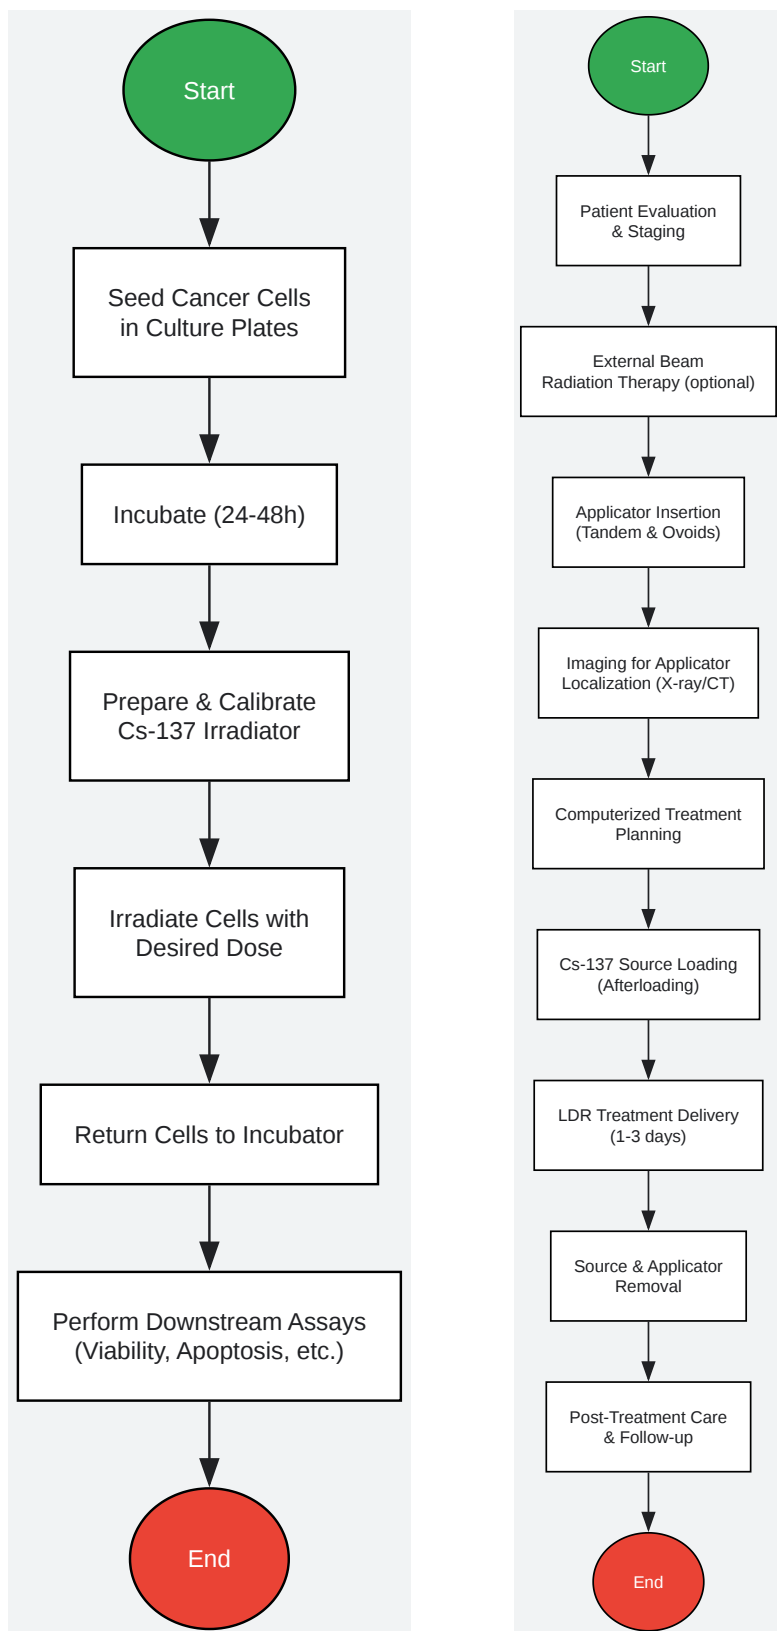 Start
Seed Cancer Cells
in Culture Plates
Incubate (24-48h)
Prepare & Calibrate
Cs-137 Irradiator
Irradiate Cells with
Desired Dose
Return Cells to Incubator
Perform Downstream Assays
(Viability, Apoptosis, etc.)
End
Start
Patient Evaluation
& Staging
External Beam
Radiation Therapy (optional)
Applicator Insertion
(Tandem & Ovoids)
Imaging for Applicator
Localization (X-ray/CT)
Computerized Treatment
Planning
Cs-137 Source Loading
(Afterloading)
LDR Treatment Delivery
(1-3 days)
Source & Applicator
Removal
Post-Treatment Care
& Follow-up
End